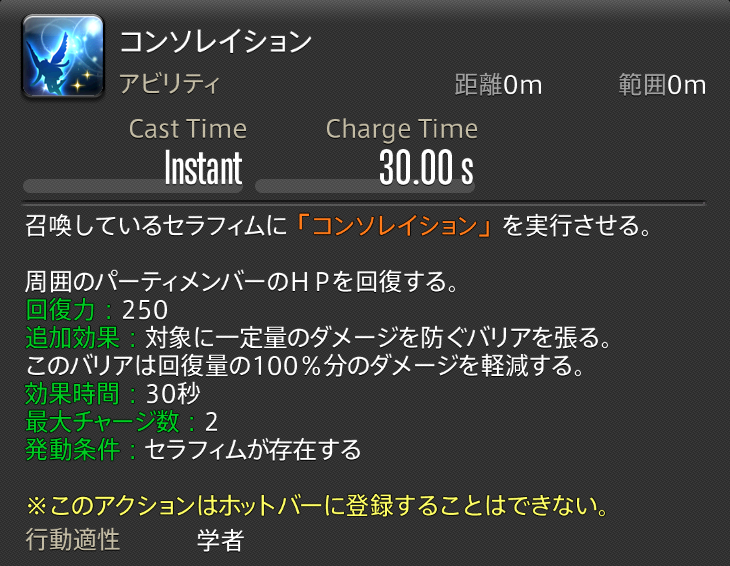 コンソレイション
アビリティ 距離0m 範囲0m
Cast Time Charge Time
Instant 30.00 s
召喚しているセラフィムに「コンソレイション」を実行させる。
周囲のパーティメンバーのＨＰを回復する。
回復力：250
追加効果：対象に一定量のダメージを防ぐバリアを張る。
このバリアは回復量の100％分のダメージを軽減する。
効果時間：30秒
最大チャージ数：2
発動条件：セラフィムが存在する
※このアクションはホットバーに登録することはできない。
行動適性 学者